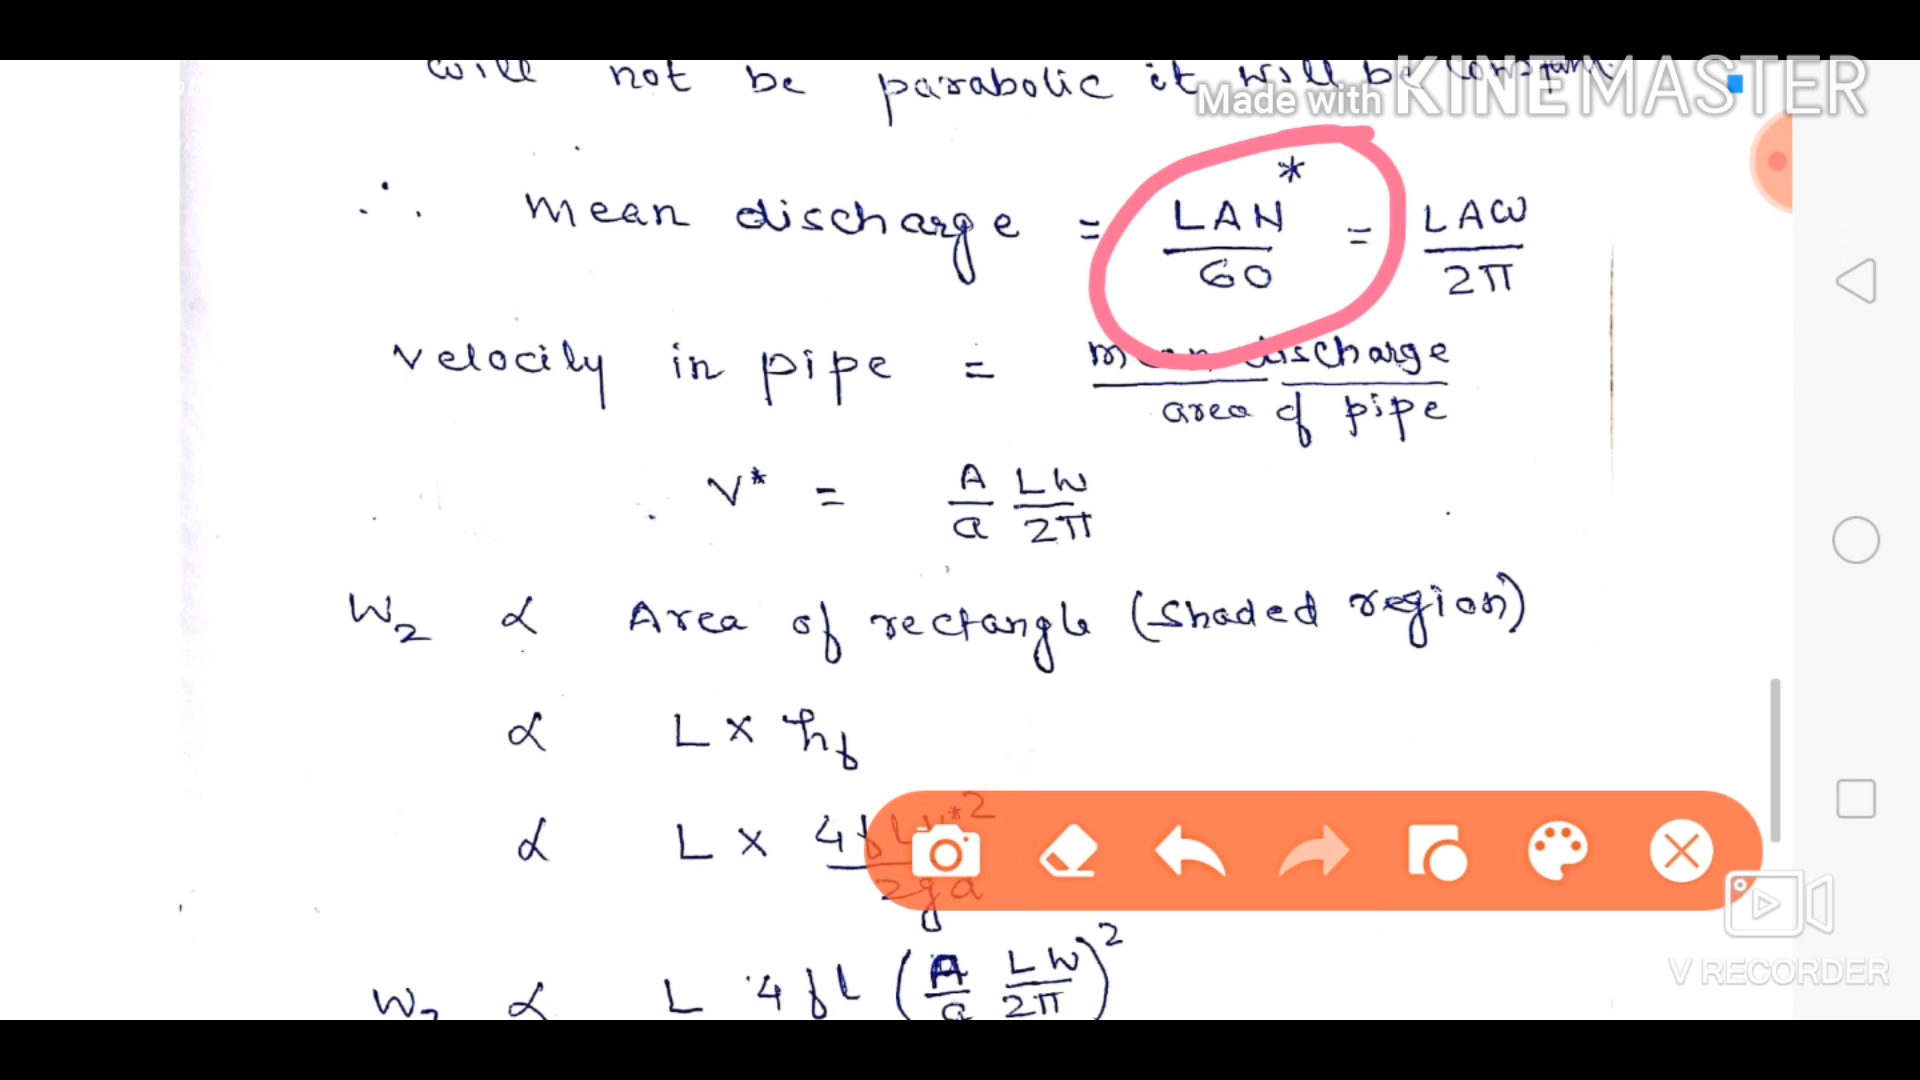 will not be parabolic it will be constant.
Made with KINEMASTER
∴ mean discharge = LAN* / 60 = LAω / 2π
velocity in pipe = mean discharge / area of pipe
V* = A/a Lω/2π
W₂ α Area of rectangle (shaded region)
α L × hf
α L × 4flv*² / 2gd
W₂ α L 4fl (A/a Lω/2π)²
V RECORDER